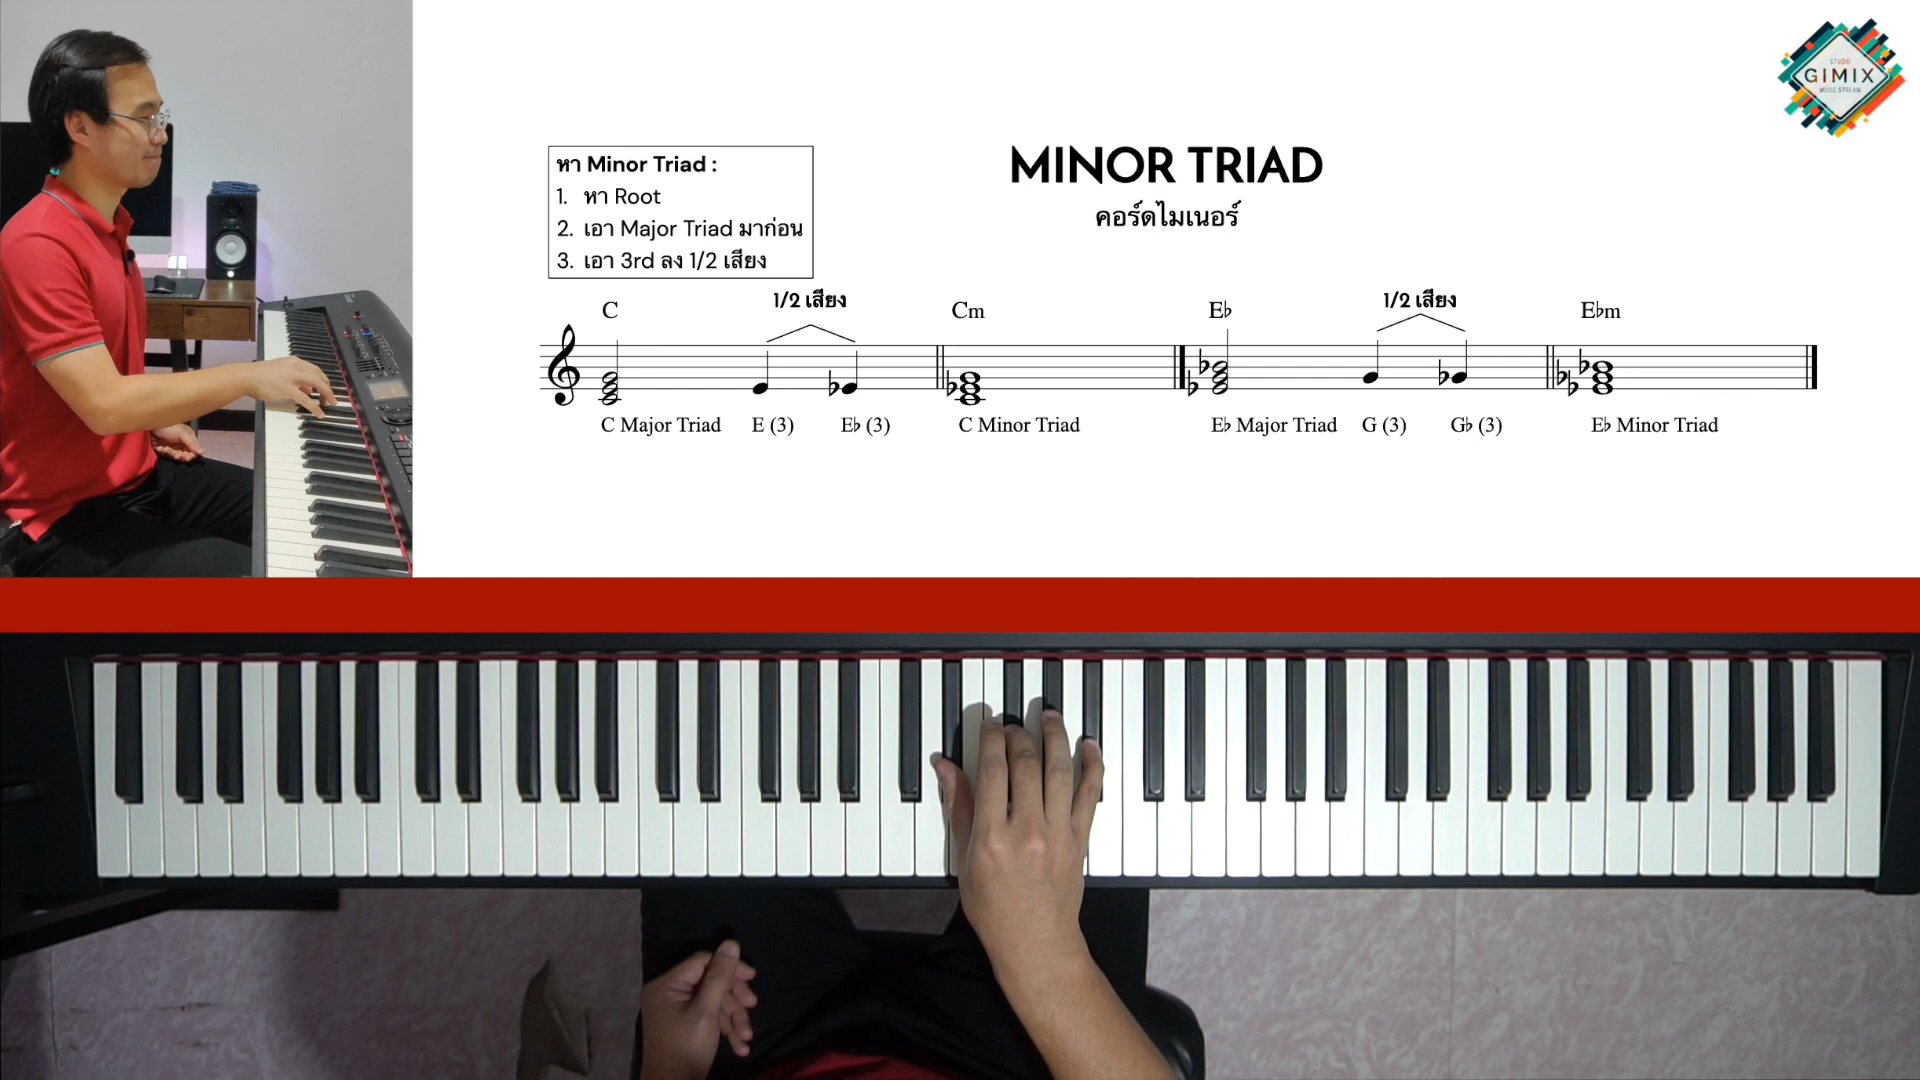 STUDIO
GIMIX
MUSIC STREAM
MINOR TRIAD
คอร์ดไมเนอร์
หา Minor Triad :
1. หา Root
2. เอา Major Triad มาก่อน
3. เอา 3rd ลง 1/2 เสียง
C 1/2 เสียง Cm E♭ 1/2 เสียง E♭m
C Major Triad E (3) E♭ (3) C Minor Triad E♭ Major Triad G (3) G♭ (3) E♭ Minor Triad